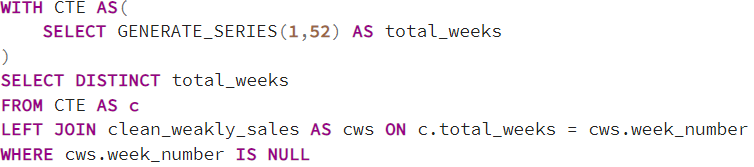 WITH CTE AS(
    SELECT GENERATE_SERIES(1,52) AS total_weeks
)
SELECT DISTINCT total_weeks
FROM CTE AS c
LEFT JOIN clean_weakly_sales AS cws ON c.total_weeks = cws.week_number
WHERE cws.week_number IS NULL